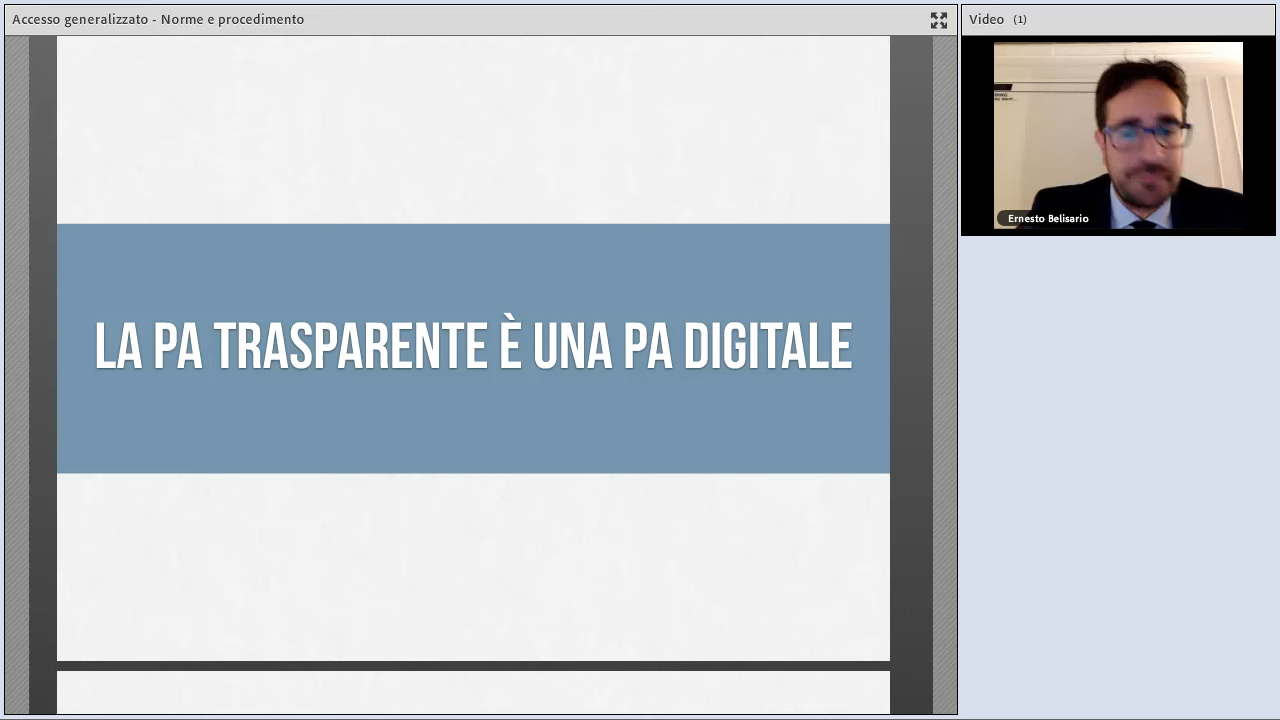 Accesso generalizzato - Norme e procedimento
Video (1)
LA PA TRASPARENTE È UNA PA DIGITALE
Ernesto Belisario